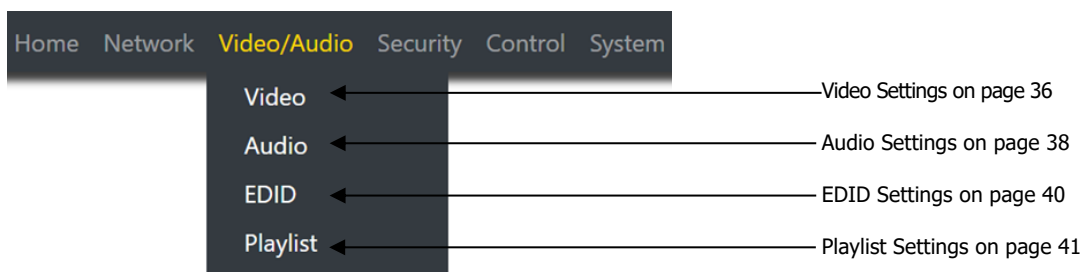 Home Network Video/Audio Security Control System
Video Video Settings on page 36
Audio Audio Settings on page 38
EDID EDID Settings on page 40
Playlist Playlist Settings on page 41